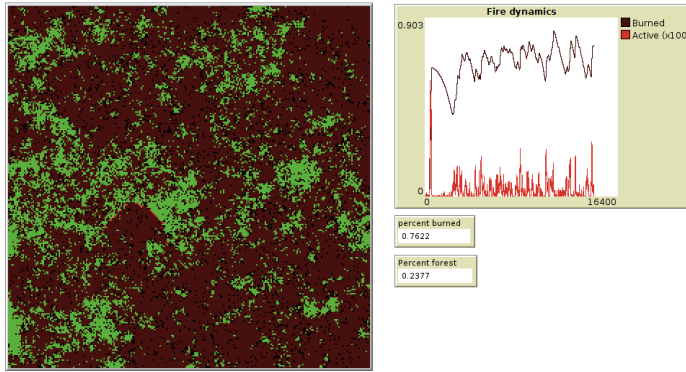 Fire dynamics
0.903
0
0
16400
Burned
Active (x100
percent burned
0.7622
Percent forest
0.2377